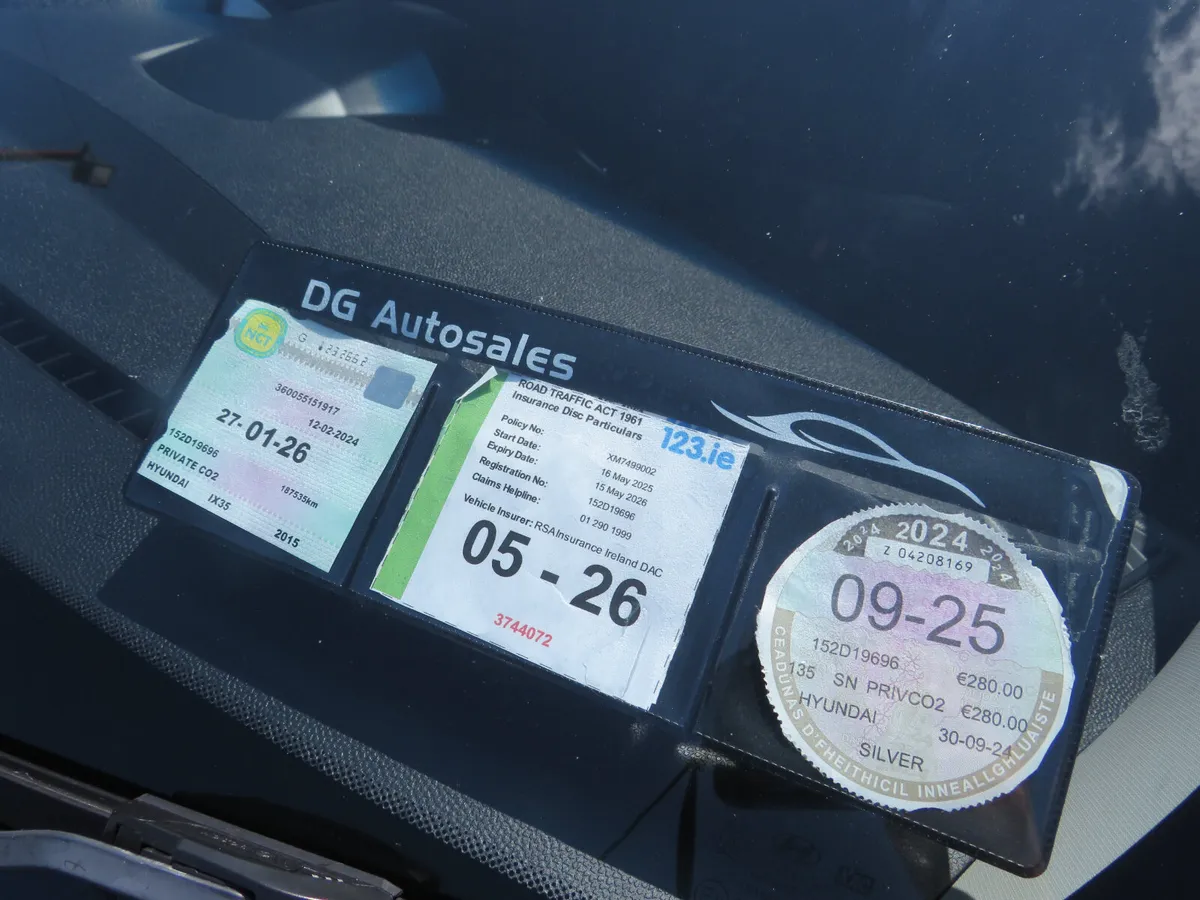 DG Autosales
NCT
360055151917
12-02-2024
27-01-26
152D19696
PRIVATE CO2
187535km
HYUNDAI IX35
2015
ROAD TRAFFIC ACT 1961
Insurance Disc Particulars
123.ie
Policy No: XM7499002
Start Date: 16 May 2025
Expiry Date: 15 May 2026
Registration No: 152D19696
Claims Helpline: 01 290 1999
Vehicle Insurer: RSA Insurance Ireland DAC
05 - 26
3744072
2024 2024 2024
Z 04208169
09-25
152D19696 €280.00
135 SN PRIVCO2 €280.00
HYUNDAI 30-09-24
SILVER
CEADÚNAS D'FHEITHICIL INNEALLGHLUAISTE